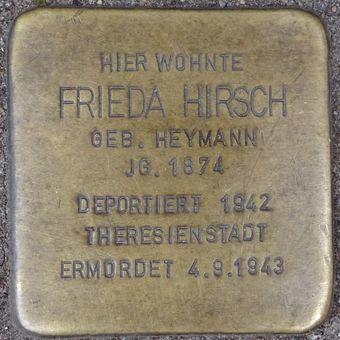 HIER WOHNTE
FRIEDA HIRSCH
GEB. HEYMANN
JG. 1874
DEPORTIERT 1942
THERESIENSTADT
ERMORDET 4.9.1943